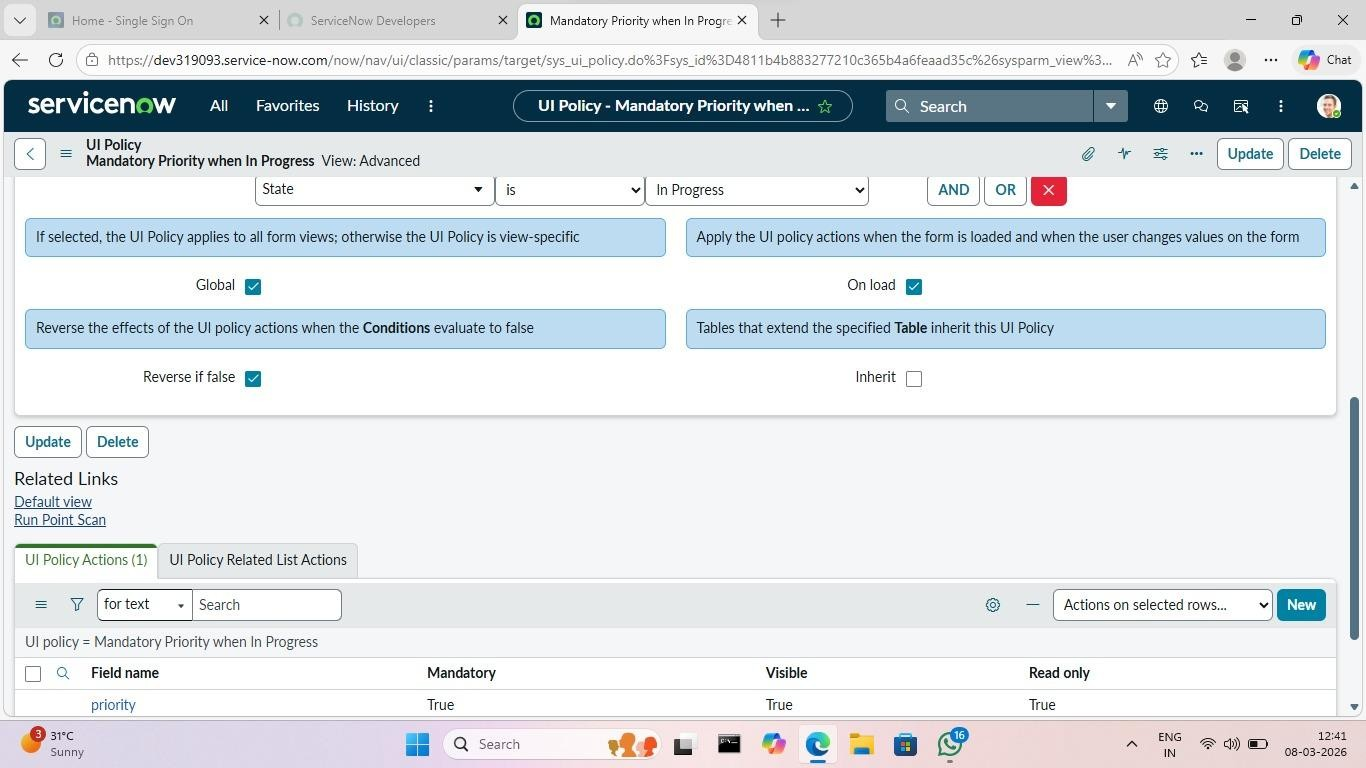 Home - Single Sign On
ServiceNow Developers
Mandatory Priority when In Progre
https://dev319093.service-now.com/now/nav/ui/classic/params/target/sys_ui_policy.do%3Fsys_id%3D4811b4b883277210c365b4a6feaad35c%26sysparm_view%3...
Chat
servicenow
All
Favorites
History
UI Policy - Mandatory Priority when ...
Search
UI Policy
Mandatory Priority when In Progress View: Advanced
Update
Delete
State
is
In Progress
AND
OR
If selected, the UI Policy applies to all form views; otherwise the UI Policy is view-specific
Apply the UI policy actions when the form is loaded and when the user changes values on the form
Global
On load
Reverse the effects of the UI policy actions when the Conditions evaluate to false
Tables that extend the specified Table inherit this UI Policy
Reverse if false
Inherit
Update
Delete
Related Links
Default view
Run Point Scan
UI Policy Actions (1)
UI Policy Related List Actions
for text
Search
Actions on selected rows...
New
UI policy = Mandatory Priority when In Progress
Field name
Mandatory
Visible
Read only
priority
True
True
True
3
31°C
Sunny
Search
16
ENG
IN
12:41
08-03-2026